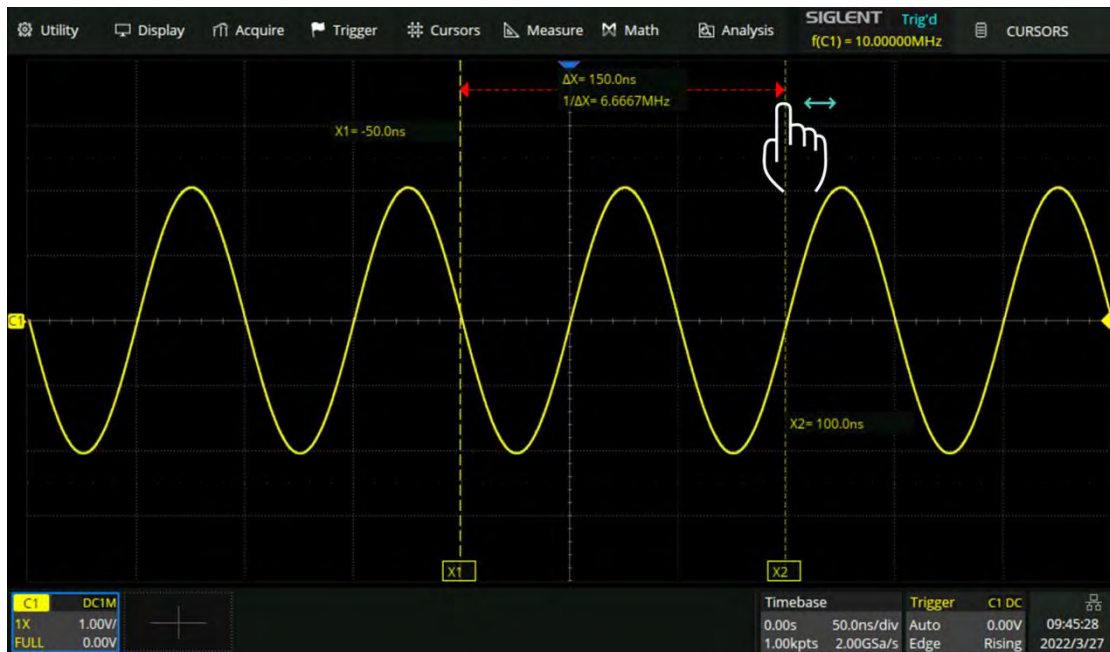 Utility Display Acquire Trigger Cursors Measure Math Analysis SIGLENT Trig'd CURSORS
f(C1) = 10.00000MHz
ΔX= 150.0ns
1/ΔX= 6.6667MHz
X1= -50.0ns
C1
X2= 100.0ns
X1 X2
C1 DC1M
1X 1.00V/
FULL 0.00V
Timebase
0.00s 50.0ns/div
1.00kpts 2.00GSa/s
Trigger C1 DC
Auto 0.00V
Edge Rising
09:45:28
2022/3/27